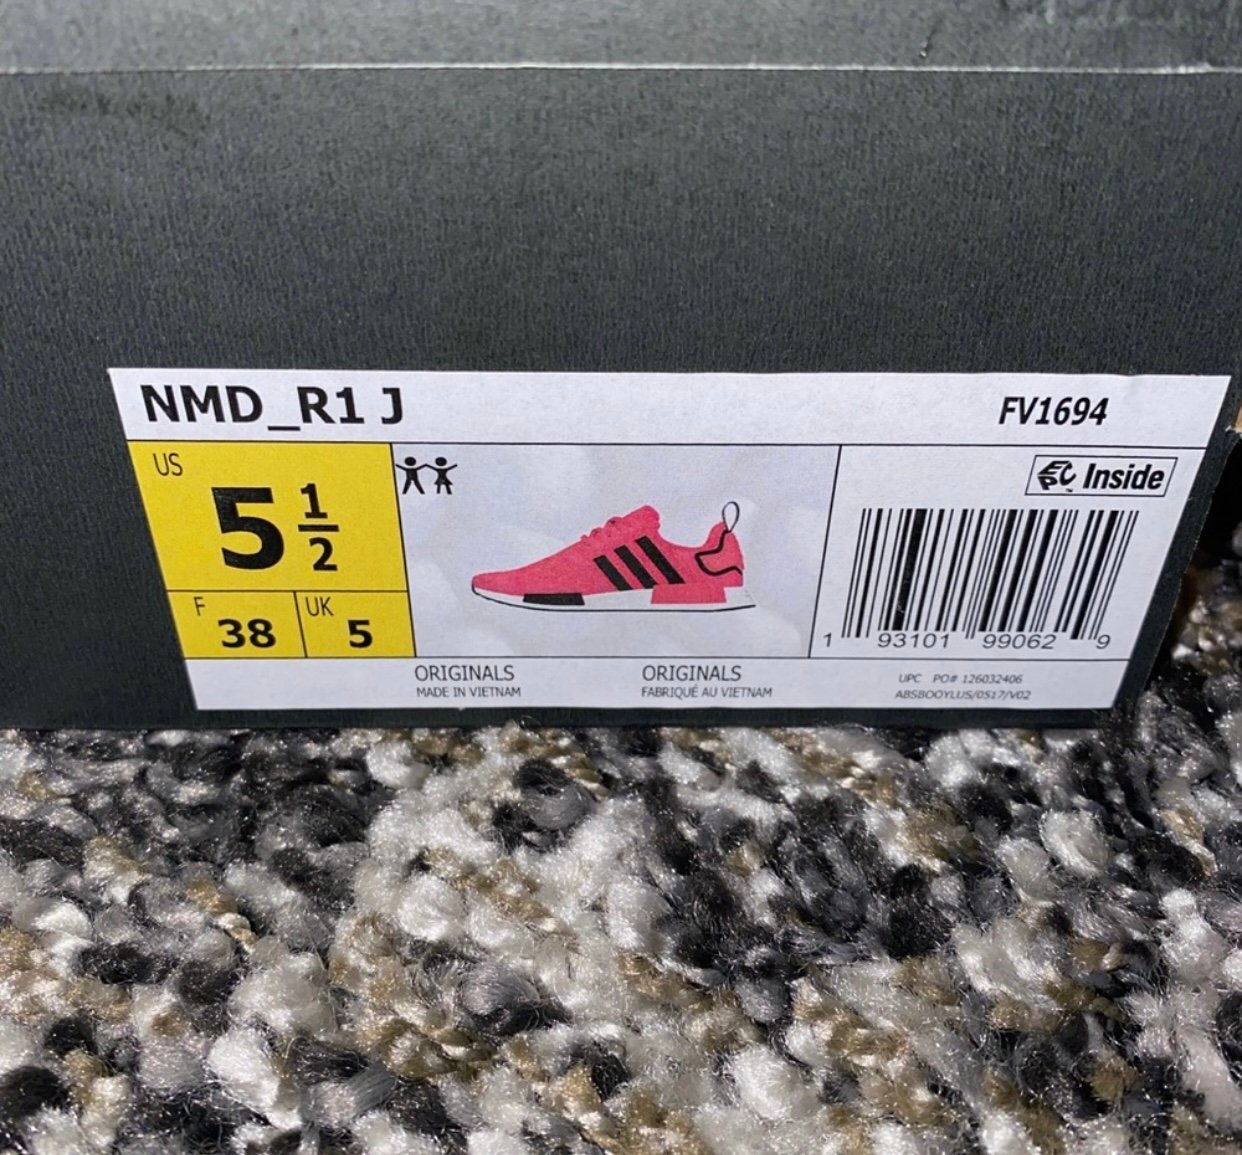 NMD_R1 J
FV1694
US
5 1/2
F
38
UK
5
EPC™ Inside
1 93101 99062 9
ORIGINALS
MADE IN VIETNAM
ORIGINALS
FABRIQUÉ AU VIETNAM
UPC PO# 126032406
ABSBOOYLUS/0517/V02